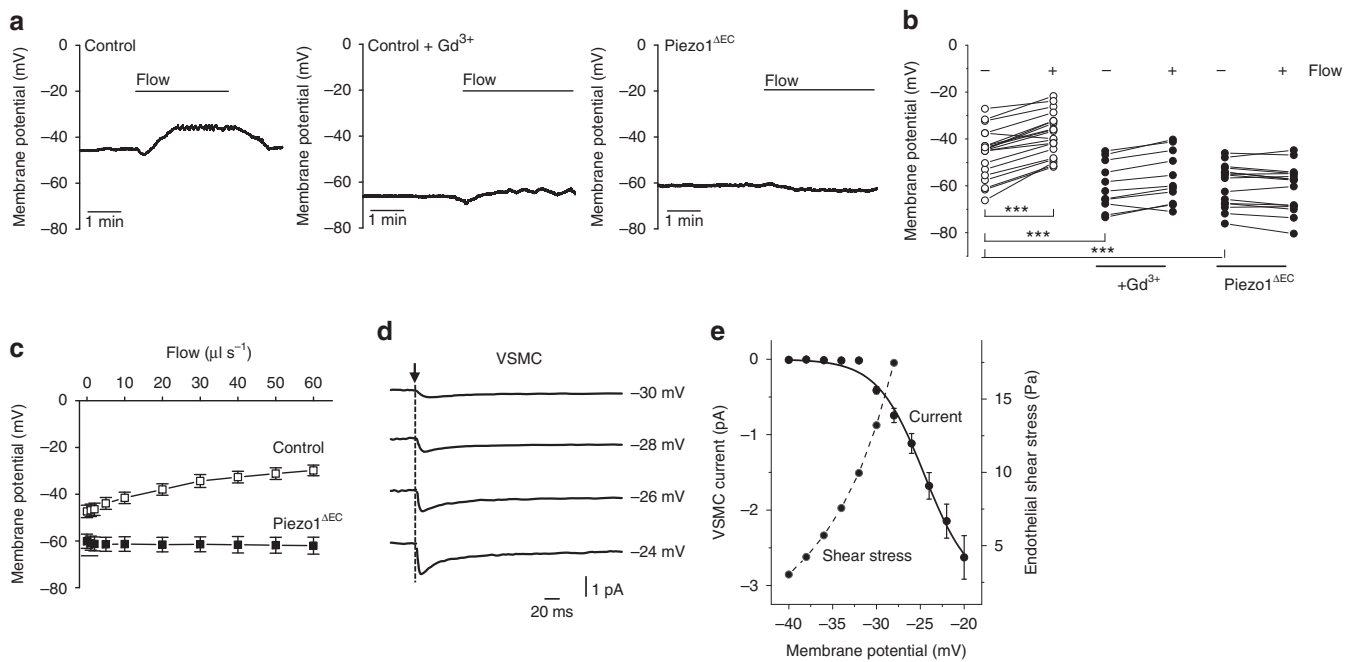 a
Membrane potential (mV)
0
–20
–40
–60
–80
Control
Flow
1 min
Membrane potential (mV)
0
–20
–40
–60
–80
Control + Gd³⁺
Flow
1 min
Membrane potential (mV)
0
–20
–40
–60
–80
Piezo1ΔEC
Flow
1 min
b
Membrane potential (mV)
0
–20
–40
–60
–80
– + – + – + Flow
***
***
***
+Gd³⁺
Piezo1ΔEC
c
Flow (µl s⁻¹)
0 10 20 30 40 50 60
Membrane potential (mV)
0
–20
–40
–60
–80
Control
Piezo1ΔEC
d
VSMC
–30 mV
–28 mV
–26 mV
–24 mV
1 pA
20 ms
e
VSMC current (pA)
0
–1
–2
–3
Current
Shear stress
15
10
5
Endothelial shear stress (Pa)
–40 –35 –30 –25 –20
Membrane potential (mV)